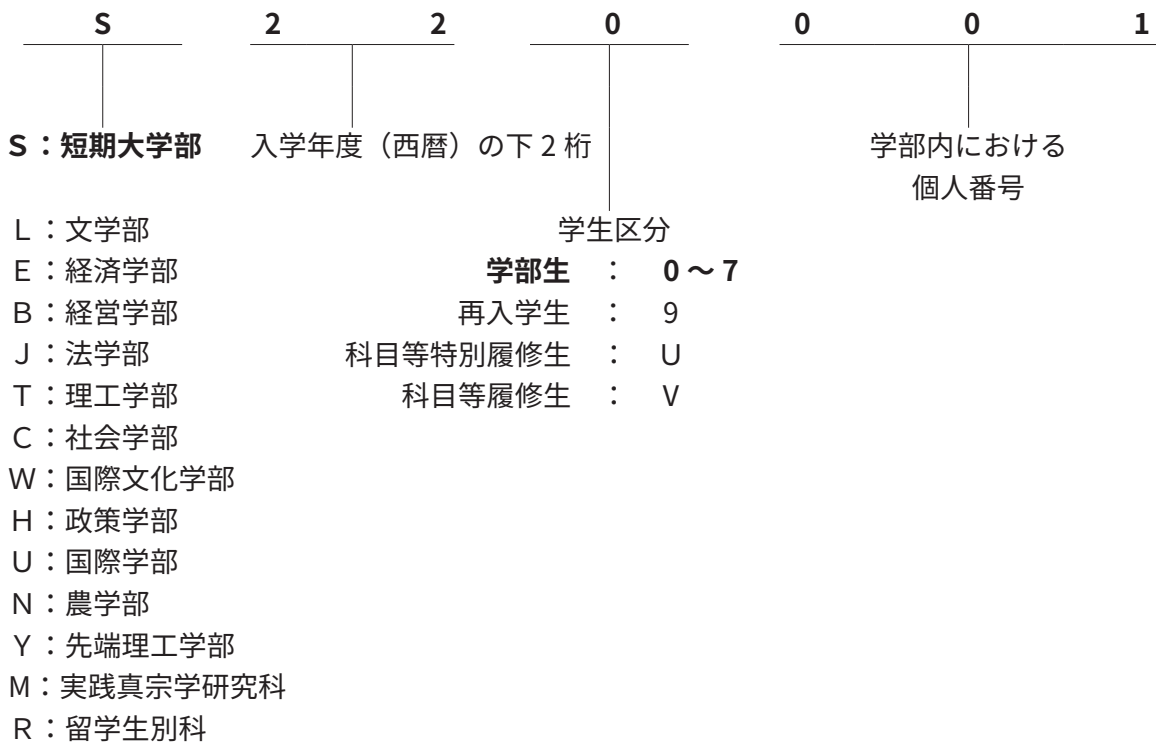 S 2 2 0 0 0 1
S：短期大学部 入学年度（西暦）の下2桁 学部内における
個人番号
L：文学部 学生区分
E：経済学部 学部生 ： 0～7
B：経営学部 再入学生 ： 9
J：法学部 科目等特別履修生 ： U
T：理工学部 科目等履修生 ： V
C：社会学部
W：国際文化学部
H：政策学部
U：国際学部
N：農学部
Y：先端理工学部
M：実践真宗学研究科
R：留学生別科